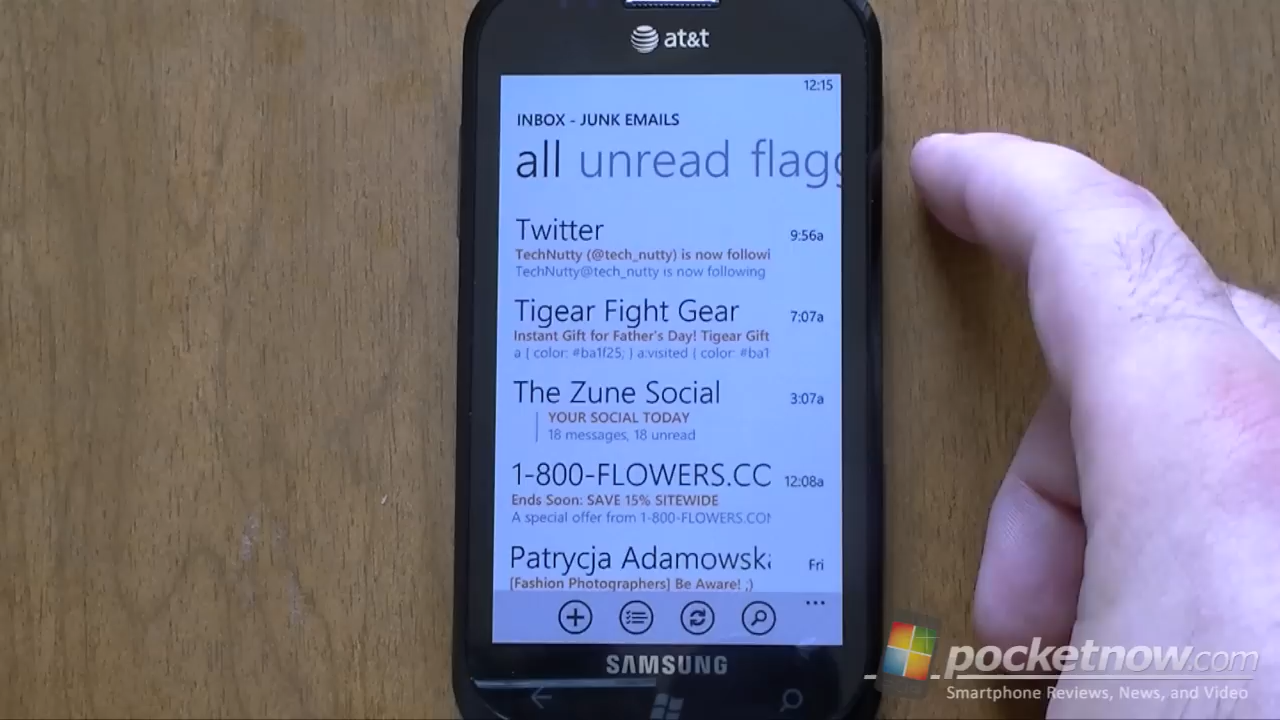 at&t
12:15
INBOX - JUNK EMAILS
all unread flagg
Twitter 9:56a
TechNutty (@tech_nutty) is now followi
TechNutty@tech_nutty is now following
Tigear Fight Gear 7:07a
Instant Gift for Father's Day! Tigear Gift
a { color: #ba1f25; } a:visited { color: #ba1
The Zune Social 3:07a
YOUR SOCIAL TODAY
18 messages, 18 unread
1-800-FLOWERS.CO 12:08a
Ends Soon: SAVE 15% SITEWIDE
A special offer from 1-800-FLOWERS.COM
Patrycja Adamowska Fri
[Fashion Photographers] Be Aware! ;)
SAMSUNG
pocketnow.com
Smartphone Reviews, News, and Video